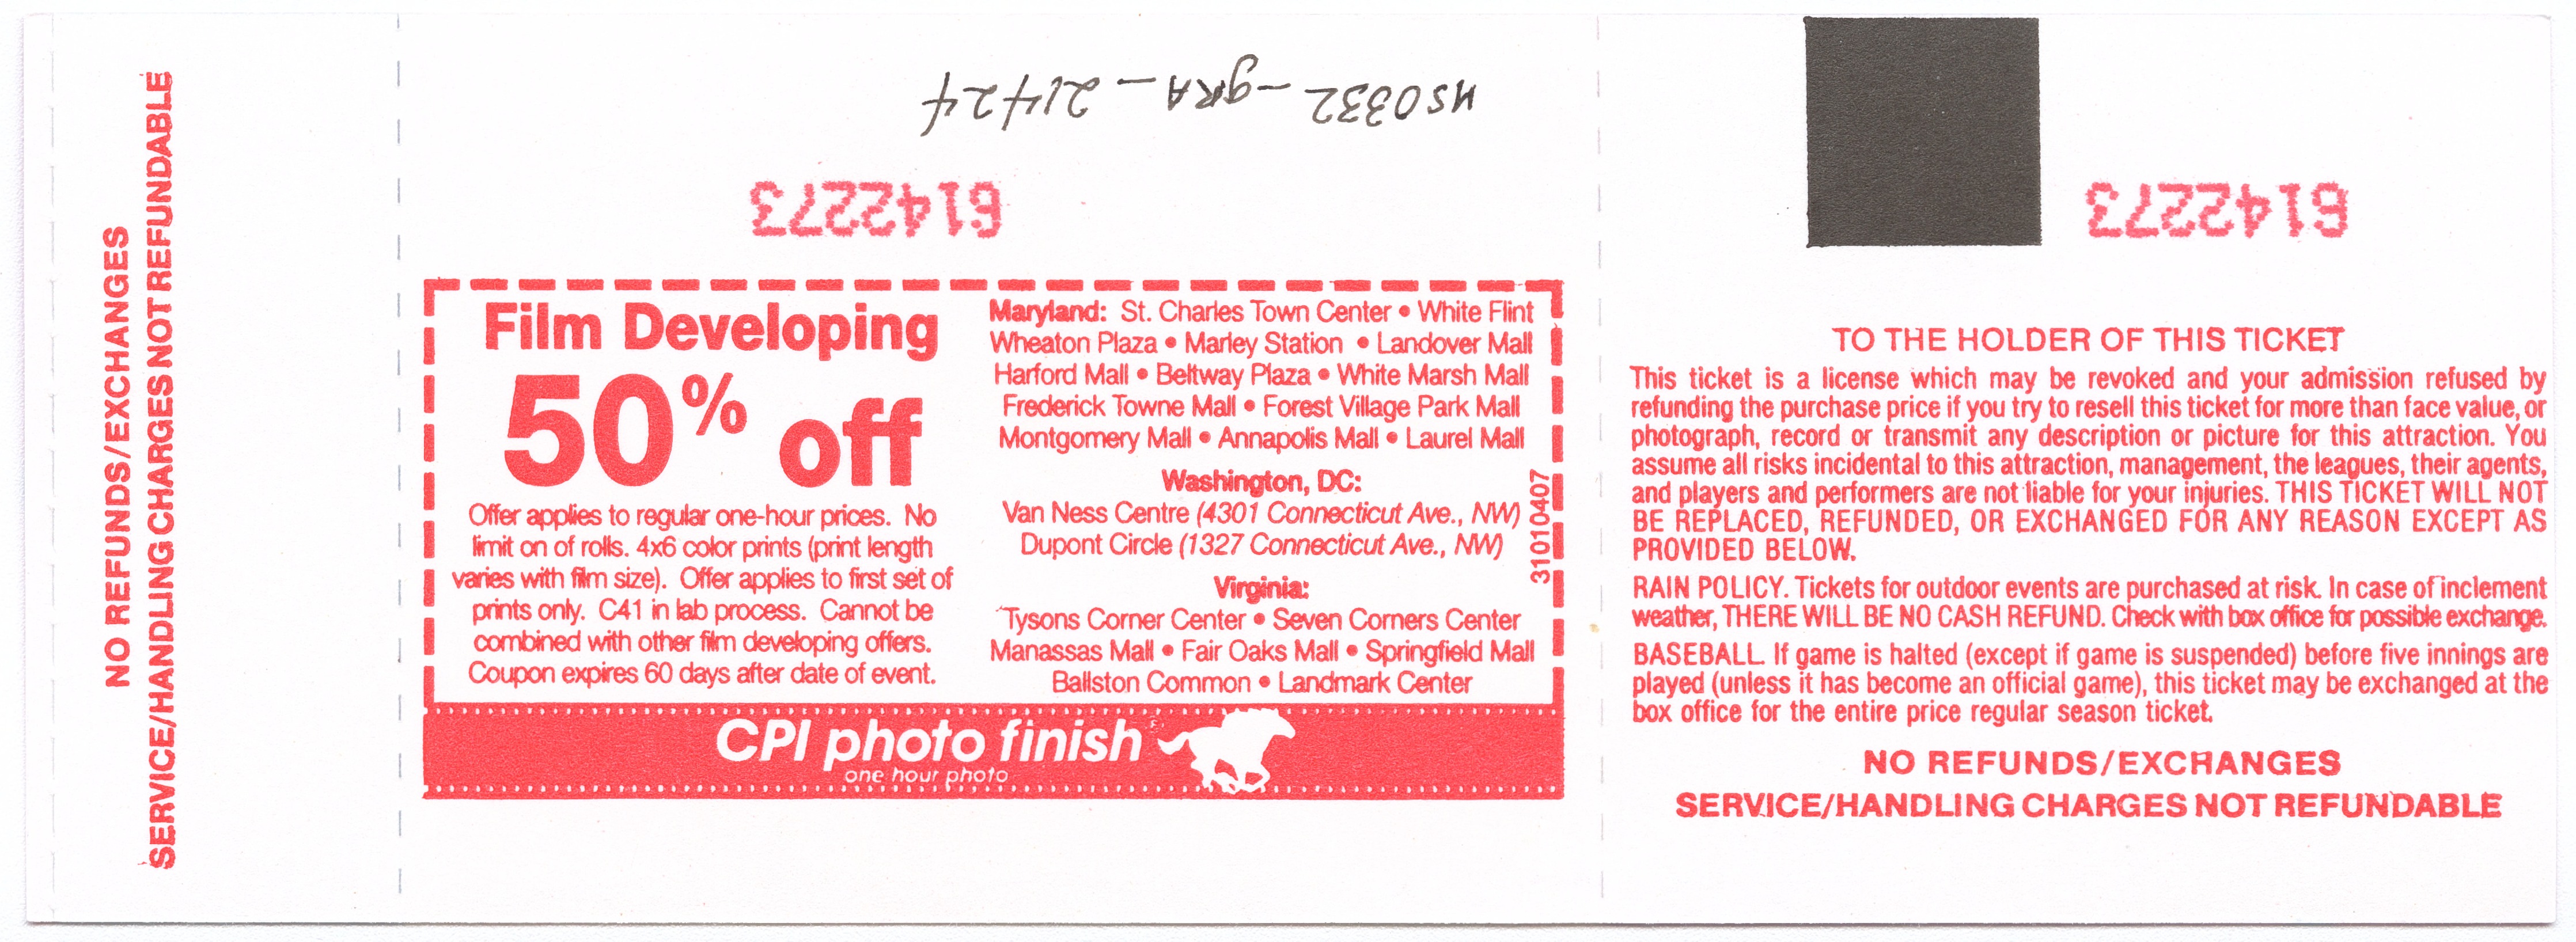 NO REFUNDS/EXCHANGES
SERVICE/HANDLING CHARGES NOT REFUNDABLE
MS0332-gRA-21424
6142273
Film Developing
50% off
Offer applies to regular one-hour prices. No
limit on of rolls. 4x6 color prints (print length
varies with film size). Offer applies to first set of
prints only. C41 in lab process. Cannot be
combined with other film developing offers.
Coupon expires 60 days after date of event.
Maryland: St. Charles Town Center • White Flint
Wheaton Plaza • Marley Station • Landover Mall
Harford Mall • Beltway Plaza • White Marsh Mall
Frederick Towne Mall • Forest Village Park Mall
Montgomery Mall • Annapolis Mall • Laurel Mall
Washington, DC:
Van Ness Centre (4301 Connecticut Ave., NW)
Dupont Circle (1327 Connecticut Ave., NW)
Virginia:
Tysons Corner Center • Seven Corners Center
Manassas Mall • Fair Oaks Mall • Springfield Mall
Ballston Common • Landmark Center
31010407
CPI photo finish
one hour photo
6142273
TO THE HOLDER OF THIS TICKET
This ticket is a license which may be revoked and your admission refused by
refunding the purchase price if you try to resell this ticket for more than face value, or
photograph, record or transmit any description or picture for this attraction. You
assume all risks incidental to this attraction, management, the leagues, their agents,
and players and performers are not liable for your injuries. THIS TICKET WILL NOT
BE REPLACED, REFUNDED, OR EXCHANGED FOR ANY REASON EXCEPT AS
PROVIDED BELOW.
RAIN POLICY. Tickets for outdoor events are purchased at risk. In case of inclement
weather, THERE WILL BE NO CASH REFUND. Check with box office for possible exchange.
BASEBALL. If game is halted (except if game is suspended) before five innings are
played (unless it has become an official game), this ticket may be exchanged at the
box office for the entire price regular season ticket.
NO REFUNDS/EXCHANGES
SERVICE/HANDLING CHARGES NOT REFUNDABLE